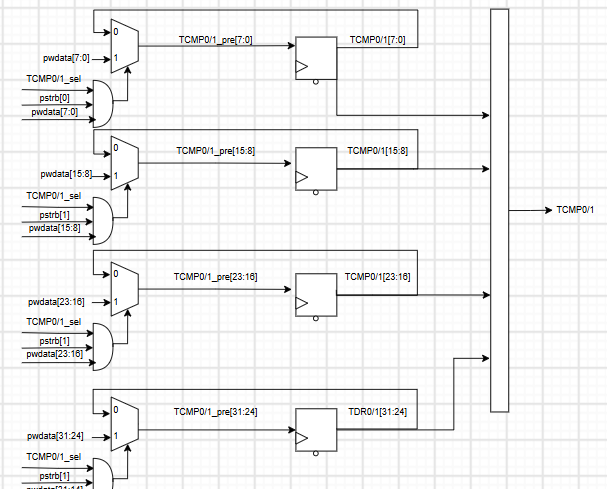 0
TCMP0/1_pre[7:0]
TCMP0/1[7:0]
pwdata[7:0]
1
TCMP0/1_sel
pstrb[0]
pwdata[7:0]
0
TCMP0/1_pre[15:8]
TCMP0/1[15:8]
pwdata[15:8]
1
TCMP0/1_sel
pstrb[1]
pwdata[15:8]
TCMP0/1
0
TCMP0/1_pre[23:16]
TCMP0/1[23:16]
pwdata[23:16]
1
TCMP0/1_sel
pstrb[1]
pwdata[23:16]
0
TCMP0/1_pre[31:24]
TDR0/1[31:24]
pwdata[31:24]
1
TCMP0/1_sel
pstrb[1]